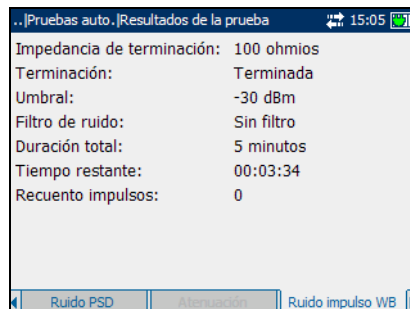 ..|Pruebas auto.|Resultados de la prueba 15:05
Impedancia de terminación: 100 ohmios
Terminación: Terminada
Umbral: -30 dBm
Filtro de ruido: Sin filtro
Duración total: 5 minutos
Tiempo restante: 00:03:34
Recuento impulsos: 0
Ruido PSD Atenuación Ruido impulso WB